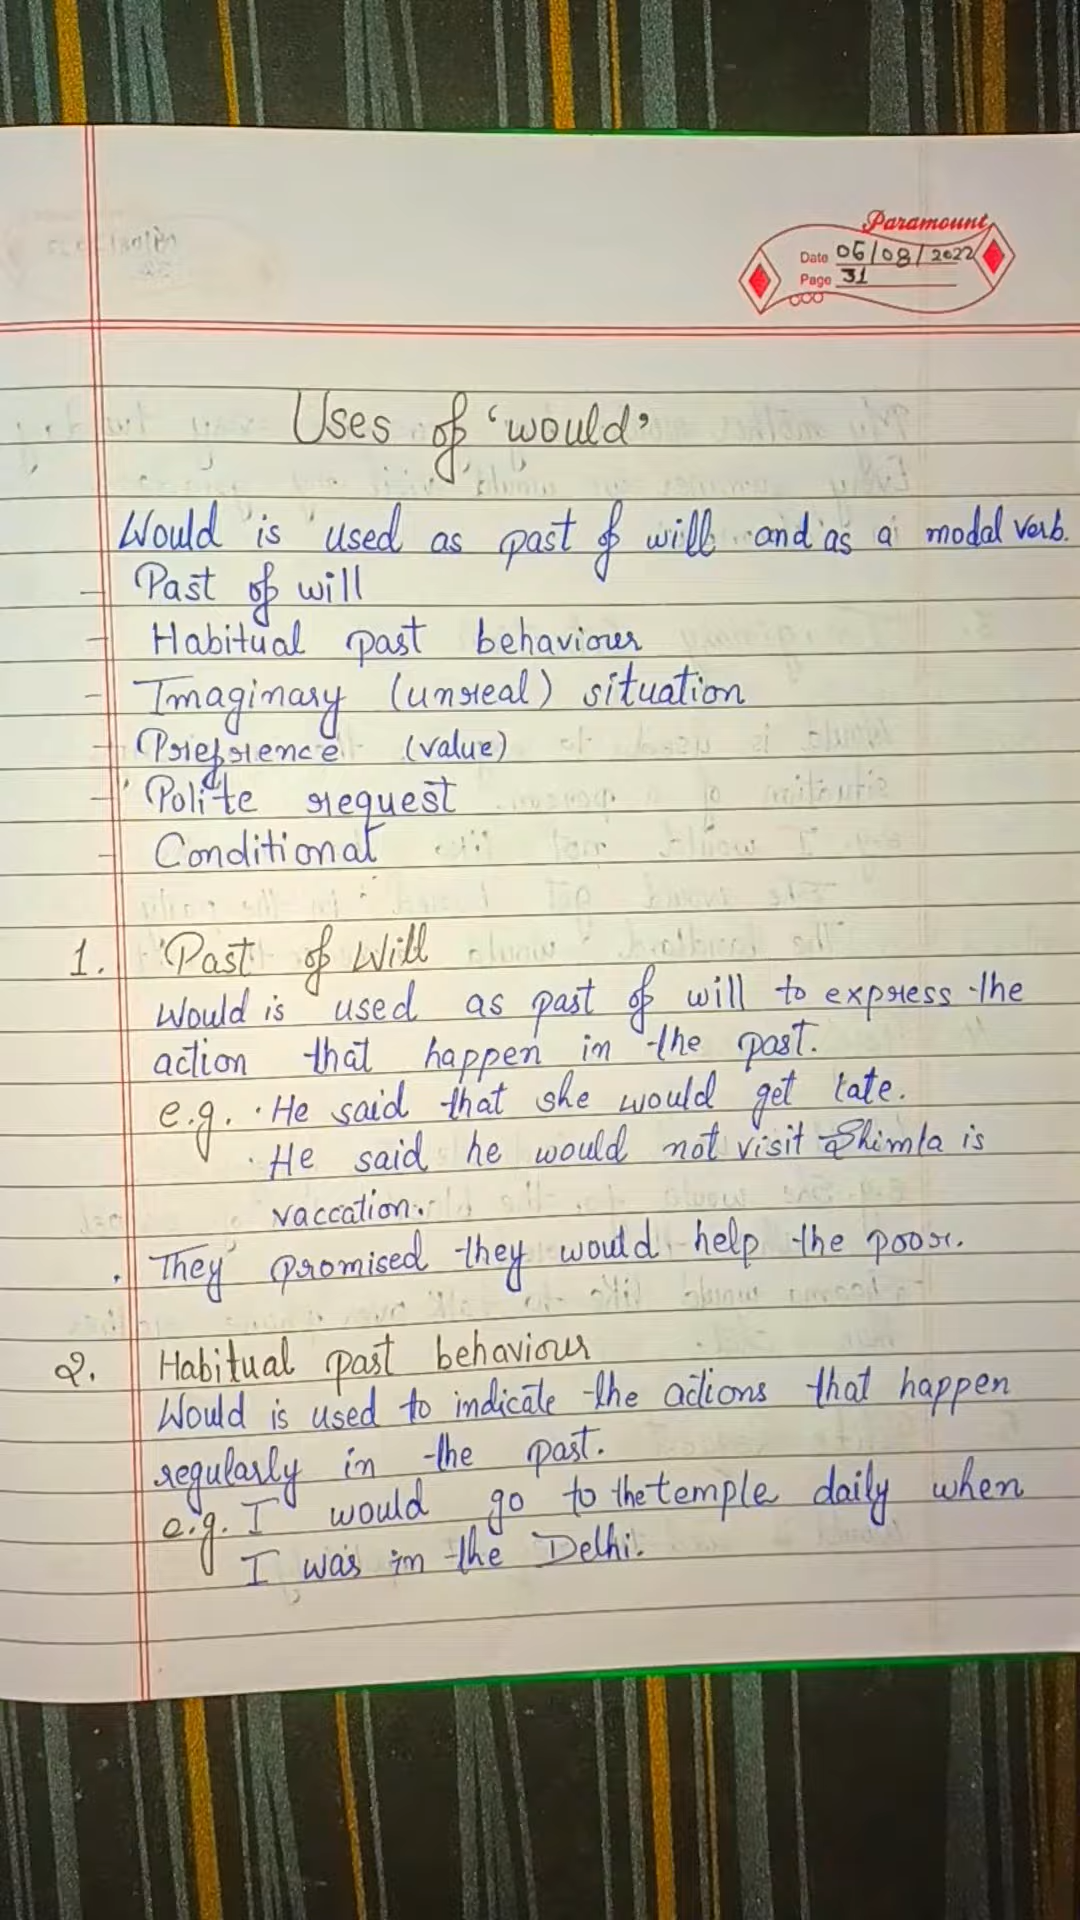 Paramount
Date 06/08/2022
Page 31
Uses of 'would'
Would is used as past of will and as a modal verb.
- Past of will
- Habitual past behaviour
- Imaginary (unreal) situation
- Prefrence (value)
- Polite request
- Conditional
1. Past of Will
Would is used as past of will to express the
action that happen in the past.
e.g. · He said that she would get late.
· He said he would not visit Shimla is
vaccation.
. They promised they would help the poor.
2. Habitual past behaviour
Would is used to indicate the actions that happen
regularly in the past.
e.g. I would go to the temple daily when
I was in the Delhi.